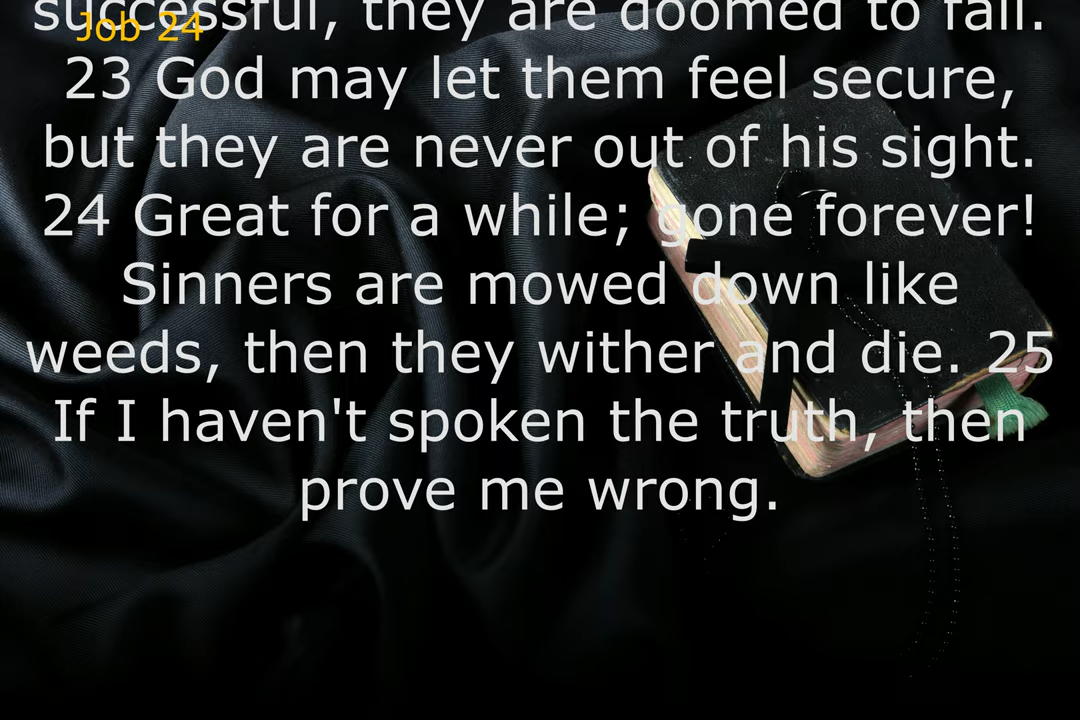 successful, they are doomed to fall.
Job 24
23 God may let them feel secure,
but they are never out of his sight.
24 Great for a while; gone forever!
Sinners are mowed down like
weeds, then they wither and die. 25
If I haven't spoken the truth, then
prove me wrong.